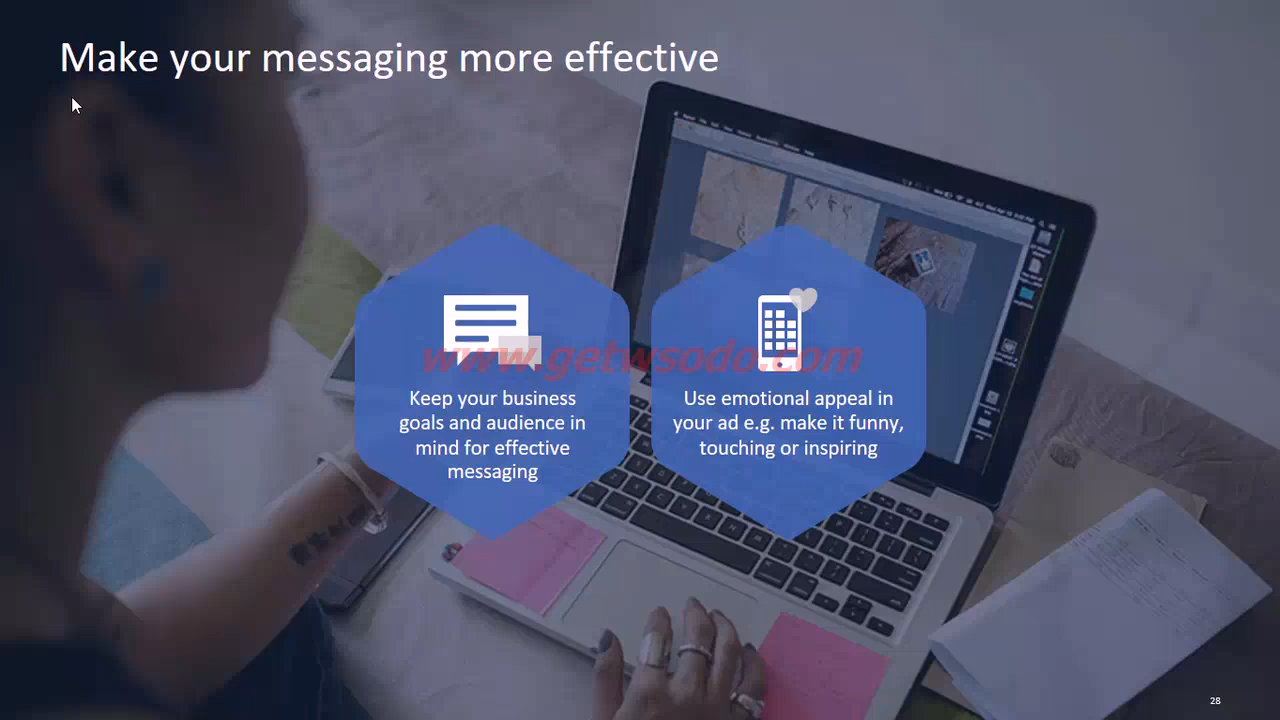 Make your messaging more effective
www.getwsodo.com
Keep your business
goals and audience in
mind for effective
messaging
Use emotional appeal in
your ad e.g. make it funny,
touching or inspiring
28